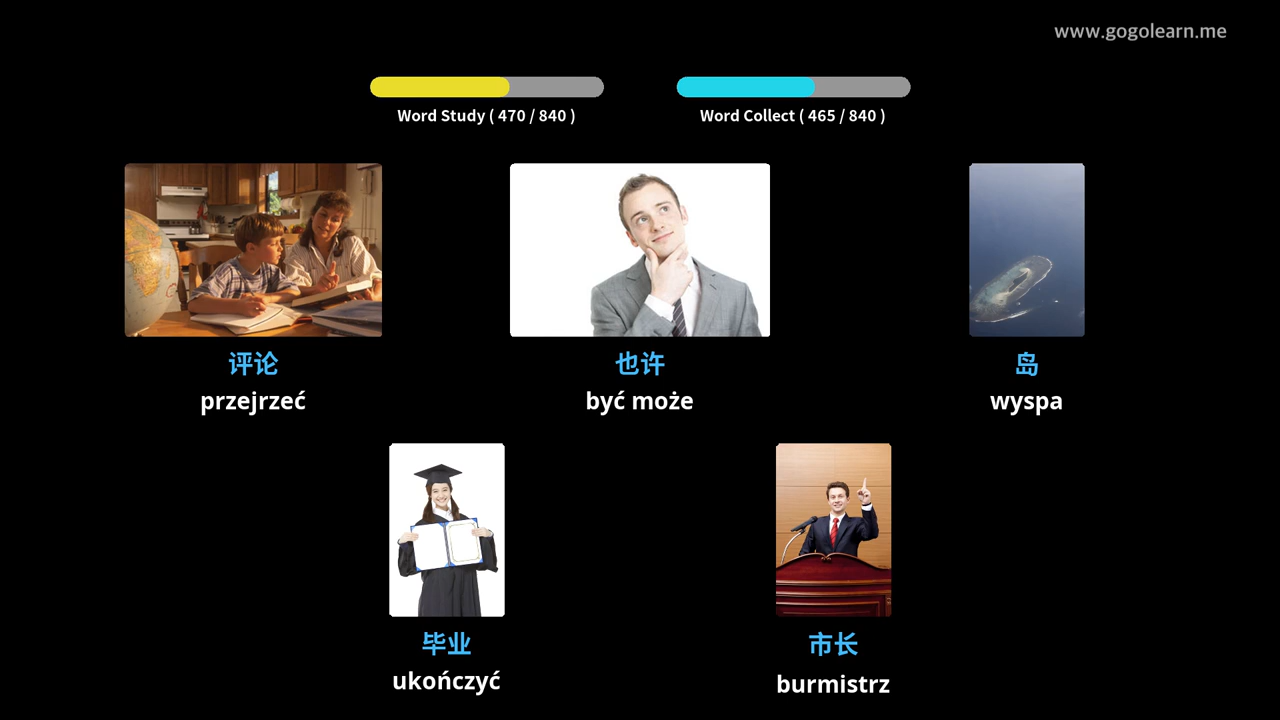 www.gogolearn.me
Word Study ( 470 / 840 )
Word Collect ( 465 / 840 )
评论
przejrzeć
也许
być może
岛
wyspa
毕业
ukończyć
市长
burmistrz